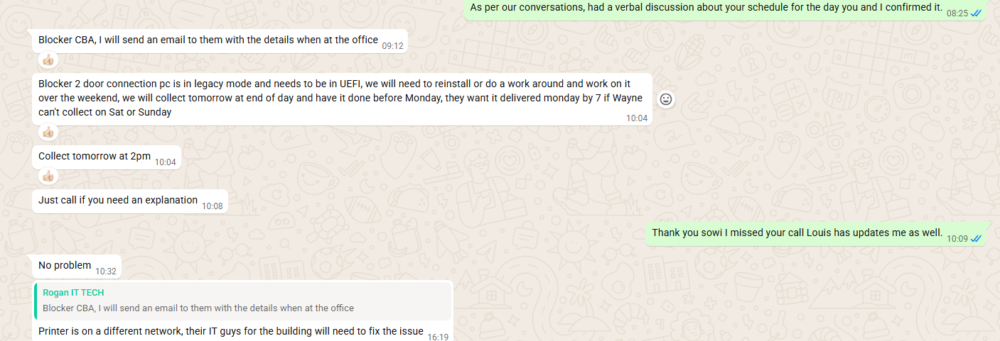 As per our conversations, had a verbal discussion about your schedule for the day you and I confirmed it. 08:25
Blocker CBA, I will send an email to them with the details when at the office 09:12
Blocker 2 door connection pc is in legacy mode and needs to be in UEFI, we will need to reinstall or do a work around and work on it
over the weekend, we will collect tomorrow at end of day and have it done before Monday, they want it delivered monday by 7 if Wayne
can't collect on Sat or Sunday
10:04
Collect tomorrow at 2pm 10:04
Just call if you need an explanation 10:08
Thank you sowi I missed your call Louis has updates me as well. 10:09
No problem 10:32
Rogan IT TECH
Blocker CBA, I will send an email to them with the details when at the office
Printer is on a different network, their IT guys for the building will need to fix the issue 16:19